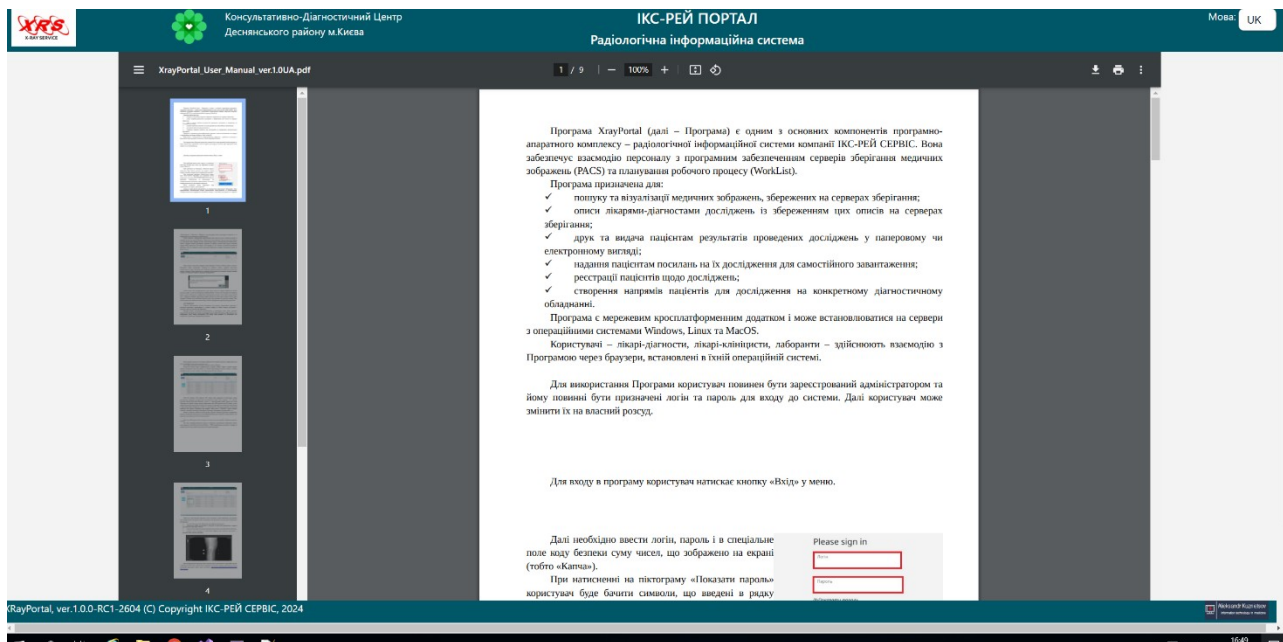 XRS
X-RAY SERVICE
Консультативно-Діагностичний Центр
Деснянського району м.Києва
ІКС-РЕЙ ПОРТАЛ
Радіологічна інформаційна система
Мова: UK
XrayPortal_User_Manual_ver.1.0UA.pdf
1 / 9
100%
1
2
3
4
Програма XrayPortal (далі – Програма) є одним з основних компонентів програмно-
апаратного комплексу – радіологічної інформаційної системи компанії ІКС-РЕЙ СЕРВІС. Вона
забезпечує взаємодію персоналу з програмним забезпеченням серверів зберігання медичних
зображень (PACS) та планування робочого процесу (WorkList).
Програма призначена для:
✓ пошуку та візуалізації медичних зображень, збережених на серверах зберігання;
✓ описи лікарями-діагностами досліджень із збереженням цих описів на серверах
зберігання;
✓ друк та видача пацієнтам результатів проведених досліджень у паперовому чи
електронному вигляді;
✓ надання пацієнтам посилань на їх дослідження для самостійного завантаження;
✓ реєстрації пацієнтів щодо досліджень;
✓ створення напрямів пацієнтів для дослідження на конкретному діагностичному
обладнанні.
Програма є мережевим кросплатформенним додатком і може встановлюватися на сервери
з операційними системами Windows, Linux та MacOS.
Користувачі – лікарі-діагности, лікарі-клініцисти, лаборанти – здійснюють взаємодію з
Програмою через браузери, встановлені в їхній операційній системі.
Для використання Програми користувач повинен бути зареєстрований адміністратором та
йому повинні бути призначені логін та пароль для входу до системи. Далі користувач може
змінити їх на власний розсуд.
Для входу в програму користувач натискає кнопку «Вхід» у меню.
Далі необхідно ввести логін, пароль і в спеціальне
поле коду безпеки суму чисел, що зображено на екрані
(тобто «Капча»).
При натисненні на піктограму «Показати пароль»
користувач буде бачити символи, що введені в рядку
Please sign in
Логін
Пароль
XRayPortal, ver.1.0.0-RC1-2604 (C) Copyright ІКС-РЕЙ СЕРВІС, 2024
16:49